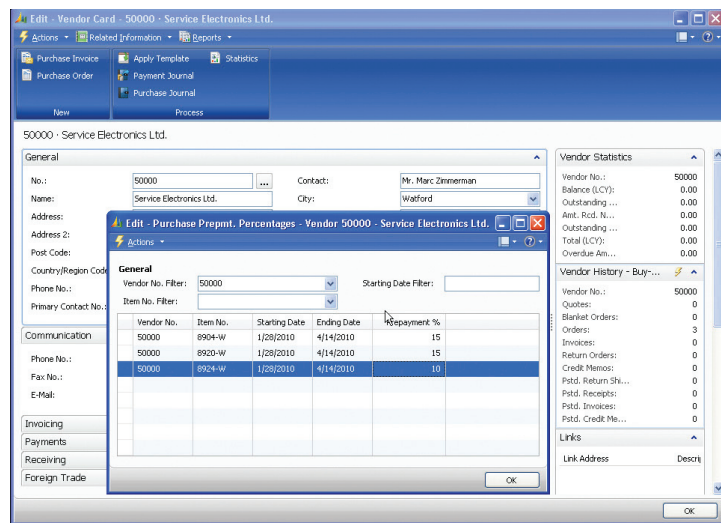 Edit - Vendor Card - 50000 · Service Electronics Ltd.
Actions Related Information Reports
Purchase Invoice Apply Template Statistics
Purchase Order Payment Journal
Purchase Journal
New Process
50000 · Service Electronics Ltd.
General
No.: 50000 ... Contact: Mr. Marc Zimmerman
Name: Service Electronics Ltd. City: Watford
Address:
Address 2:
Post Code:
Country/Region Code
Phone No.:
Primary Contact No.:
Communication
Phone No.:
Fax No.:
E-Mail:
Invoicing
Payments
Receiving
Foreign Trade
Edit - Purchase Prepmt. Percentages - Vendor 50000 - Service Electronics Ltd.
Actions
General
Vendor No. Filter: 50000 Starting Date Filter:
Item No. Filter:
Vendor No. Item No. Starting Date Ending Date Prepayment %
50000 8904-W 1/28/2010 4/14/2010 15
50000 8920-W 1/28/2010 4/14/2010 15
50000 8924-W 1/28/2010 4/14/2010 10
OK
Vendor Statistics
Vendor No.: 50000
Balance (LCY): 0.00
Outstanding ... 0.00
Amt. Rcd. N... 0.00
Outstanding ... 0.00
Total (LCY): 0.00
Overdue Am... 0.00
Vendor History - Buy-...
Vendor No.: 50000
Quotes: 0
Blanket Orders: 0
Orders: 3
Invoices: 0
Return Orders: 0
Credit Memos: 0
Pstd. Return Shi... 0
Pstd. Receipts: 0
Pstd. Invoices: 0
Pstd. Credit Me... 0
Links
Link Address Descrip
OK